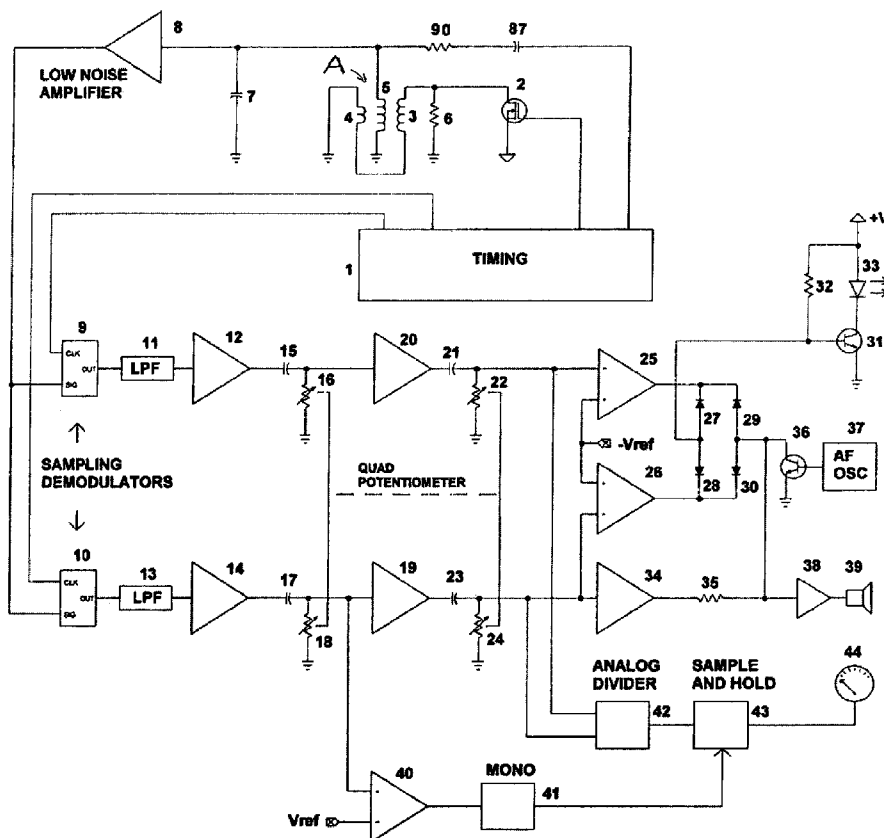 8
90
87
LOW NOISE
AMPLIFIER
A
5
2
7
4
3
6
TIMING
1
+V
33
32
31
9
CLK
OUT
SIG
11
LPF
12
15
16
20
21
22
25
27
29
-Vref
28
30
26
36
37
AF
OSC
SAMPLING
DEMODULATORS
QUAD
POTENTIOMETER
10
CLK
OUT
SIG
13
LPF
14
17
18
19
23
24
34
35
38
39
ANALOG
DIVIDER
SAMPLE
AND HOLD
44
42
43
40
MONO
41
Vref